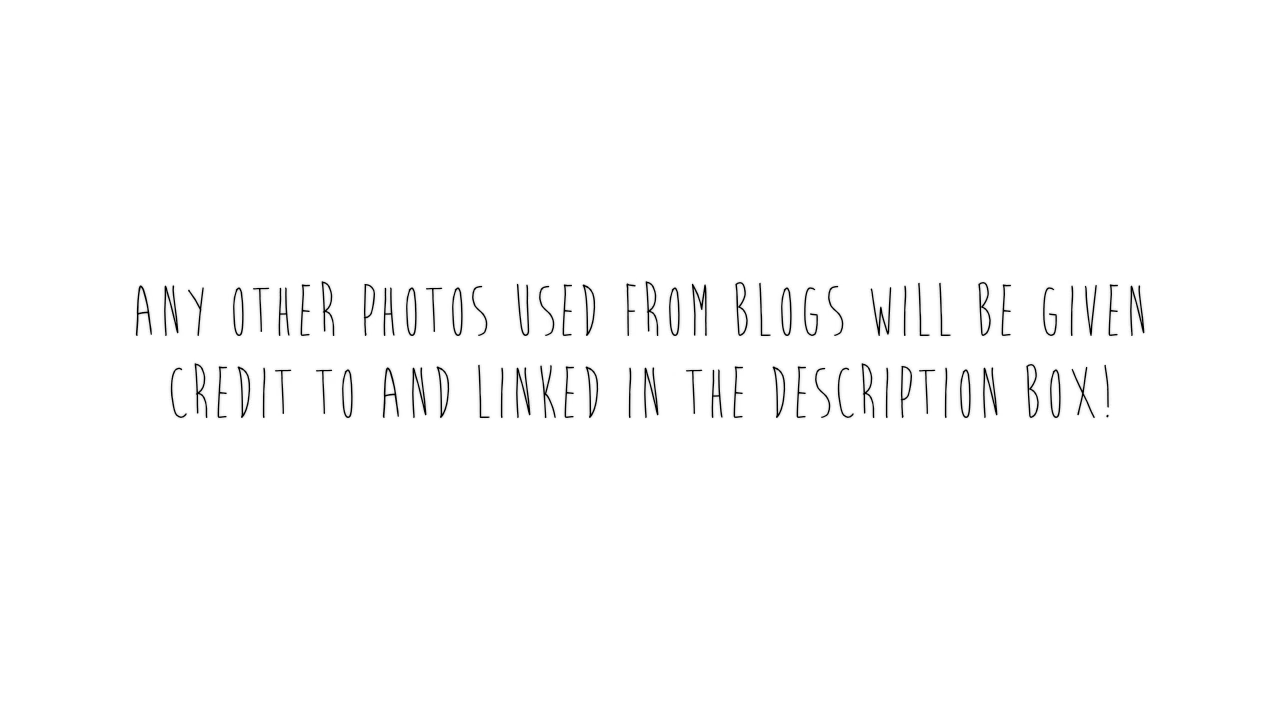 ANY OTHER PHOTOS USED FROM BLOGS WILL BE GIVEN
CREDIT TO AND LINKED IN THE DESCRIPTION BOX!